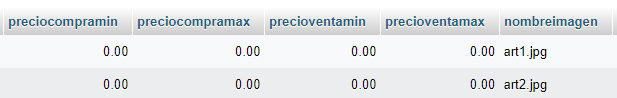 preciocompramin preciocompramax precioventamin precioventamax nombreimagen
0.00 0.00 0.00 0.00 art1.jpg
0.00 0.00 0.00 0.00 art2.jpg